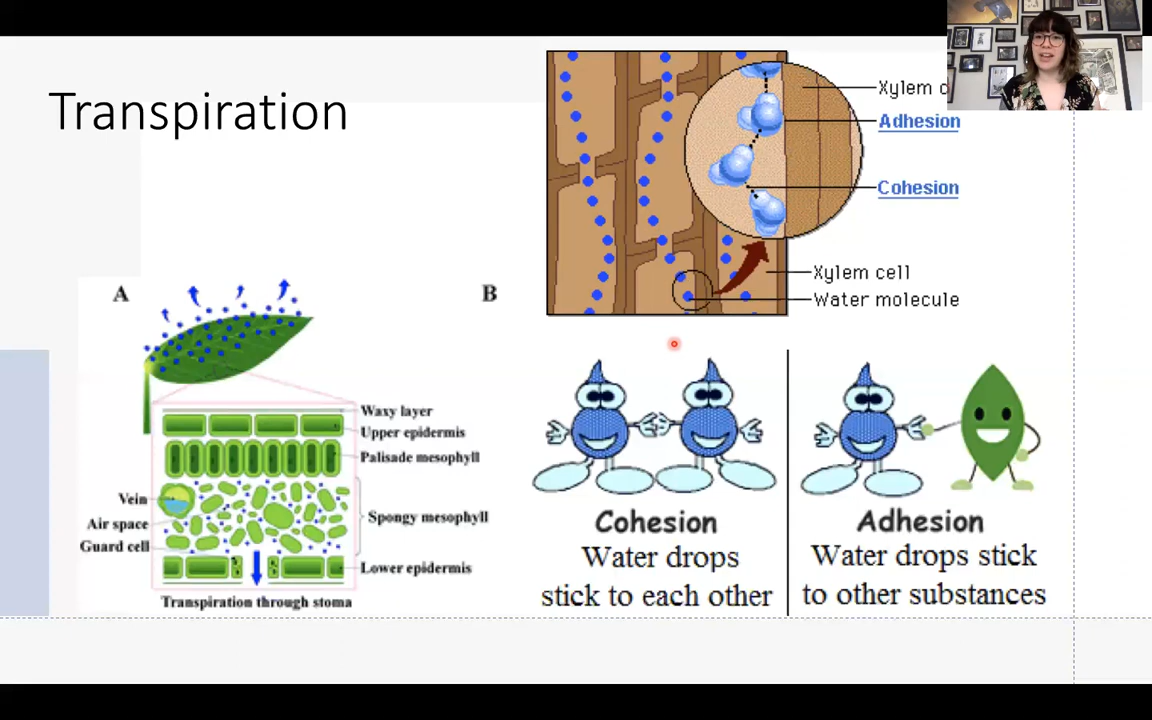 Transpiration
A
Waxy layer
Upper epidermis
Palisade mesophyll
Vein
Air space
Guard cell
Spongy mesophyll
Lower epidermis
Transpiration through stoma
B
Xylem
Adhesion
Cohesion
Xylem cell
Water molecule
Cohesion
Water drops
stick to each other
Adhesion
Water drops stick
to other substances